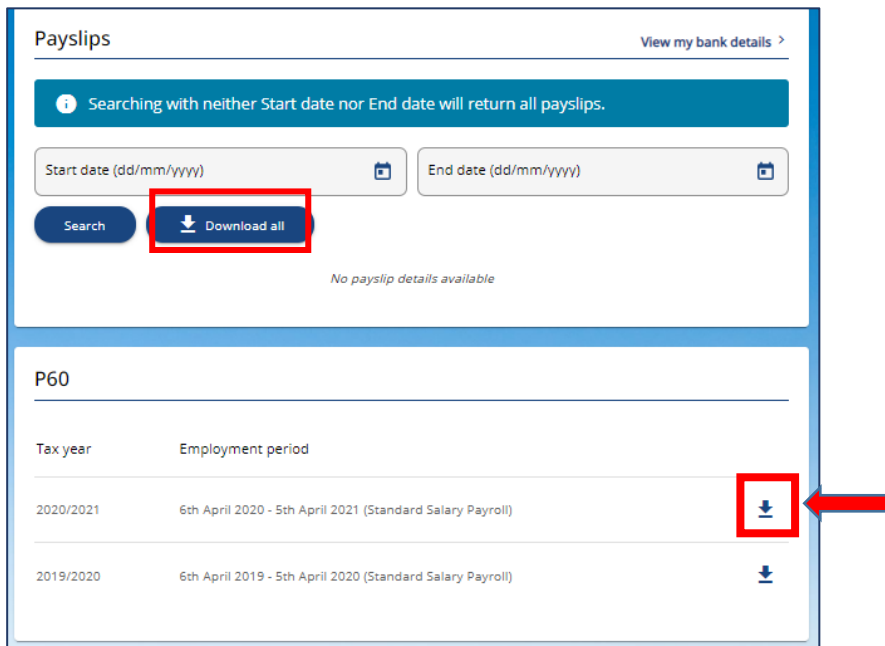 Payslips
View my bank details >
Searching with neither Start date nor End date will return all payslips.
Start date (dd/mm/yyyy)
End date (dd/mm/yyyy)
Search
Download all
No payslip details available
P60
Tax year Employment period
2020/2021 6th April 2020 - 5th April 2021 (Standard Salary Payroll)
2019/2020 6th April 2019 - 5th April 2020 (Standard Salary Payroll)